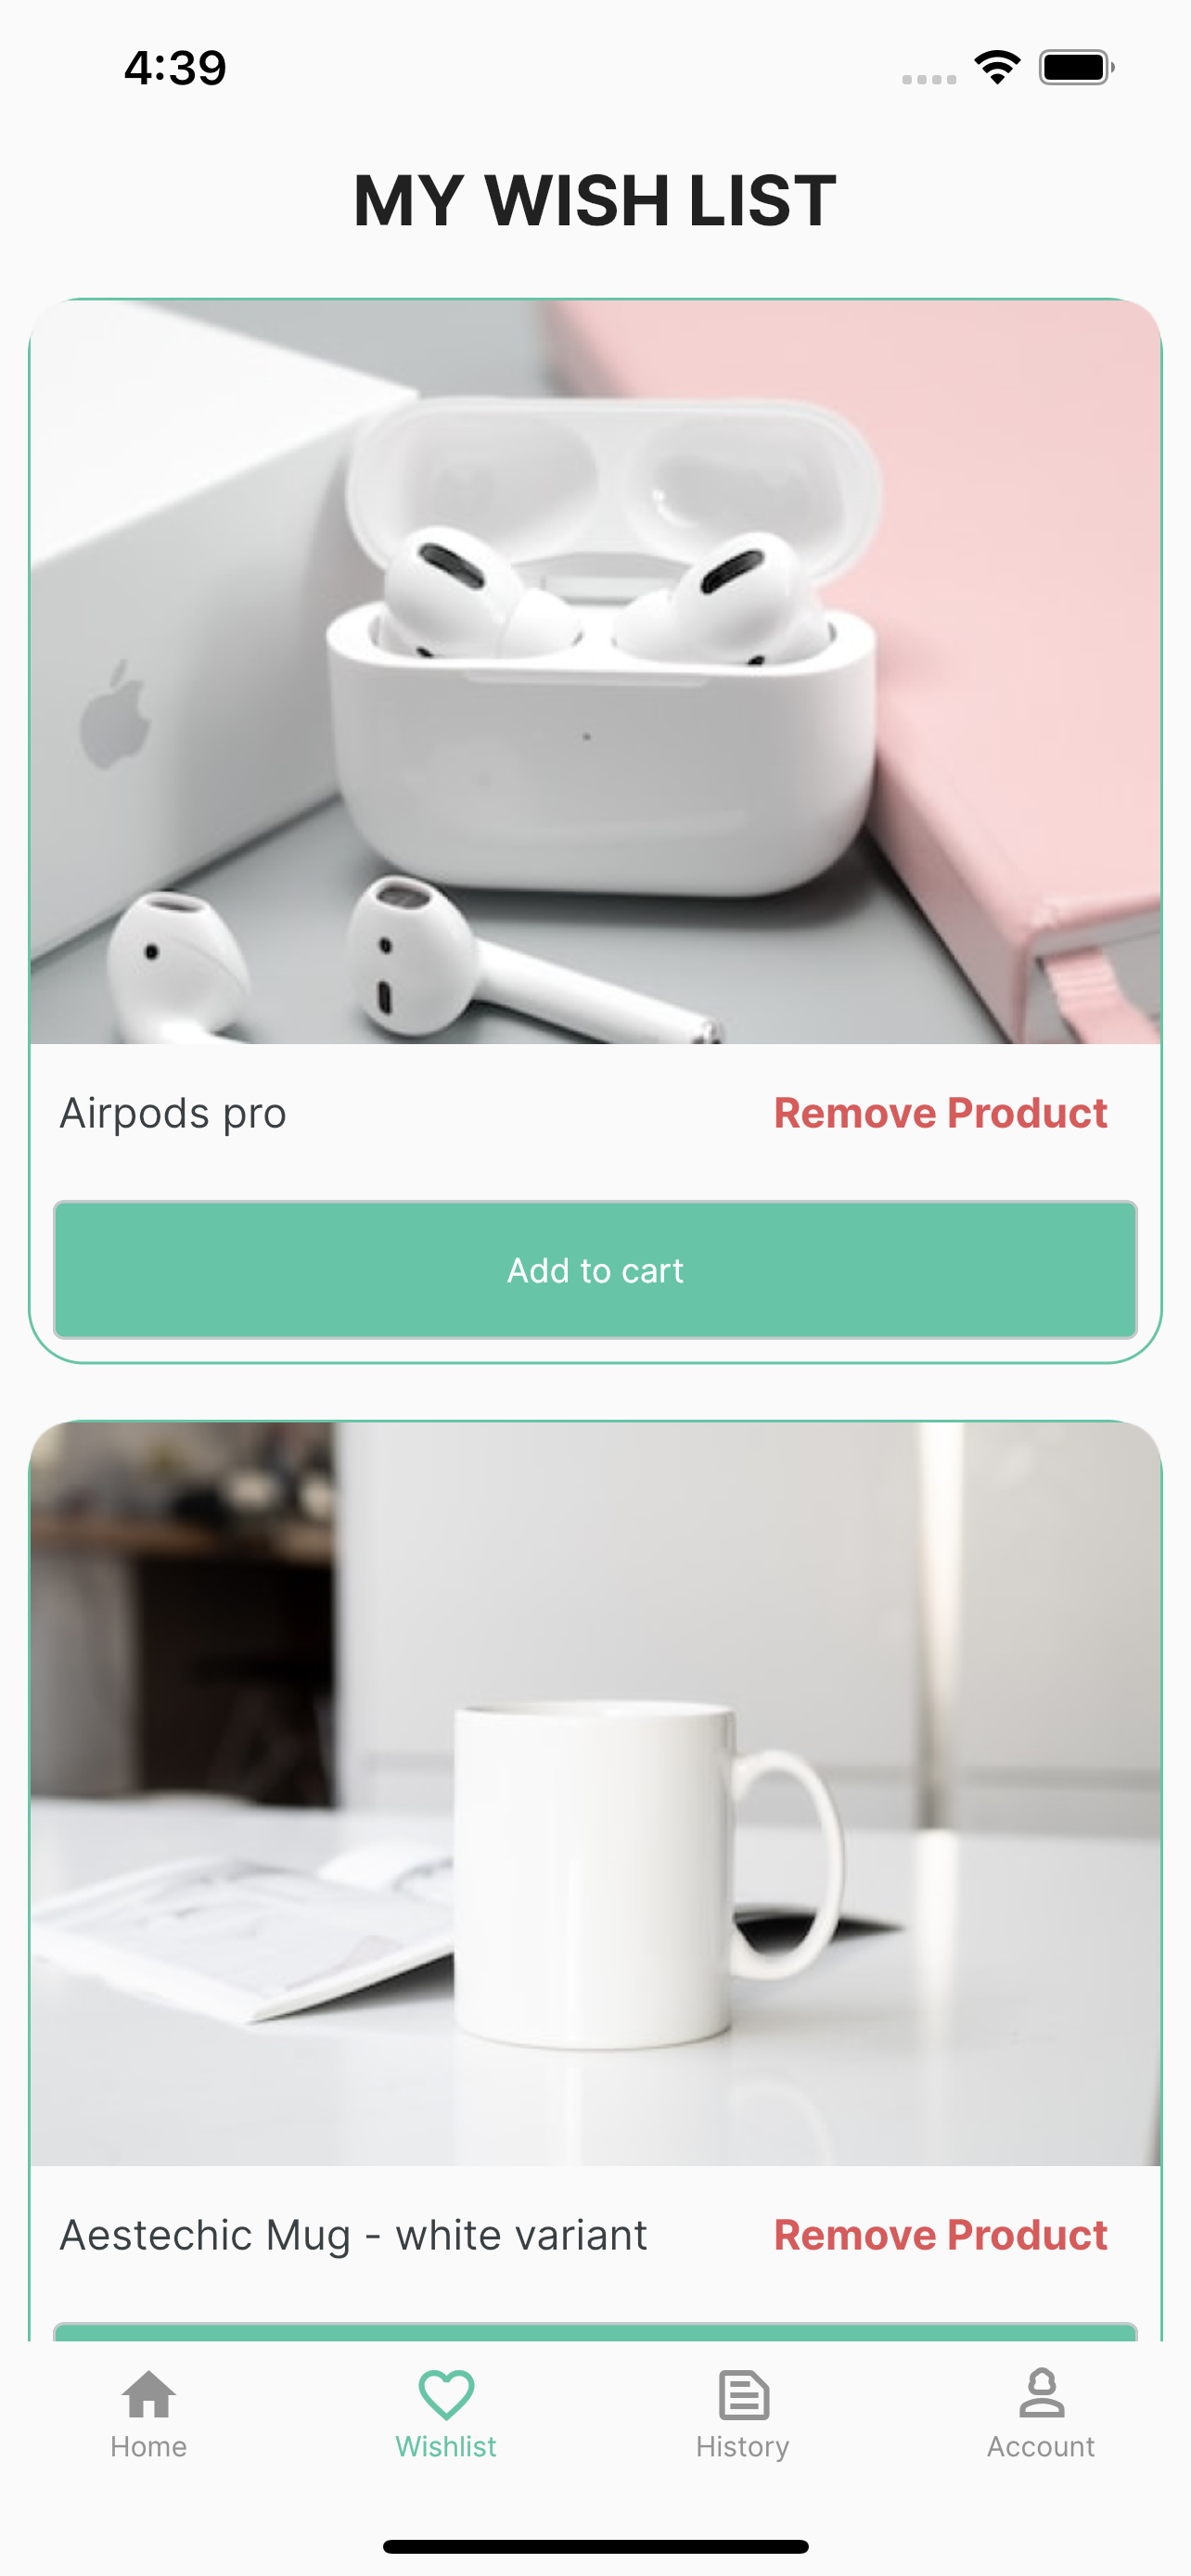 4:39
MY WISH LIST
Airpods pro
Remove Product
Add to cart
Aestechic Mug - white variant
Remove Product
Home
Wishlist
History
Account